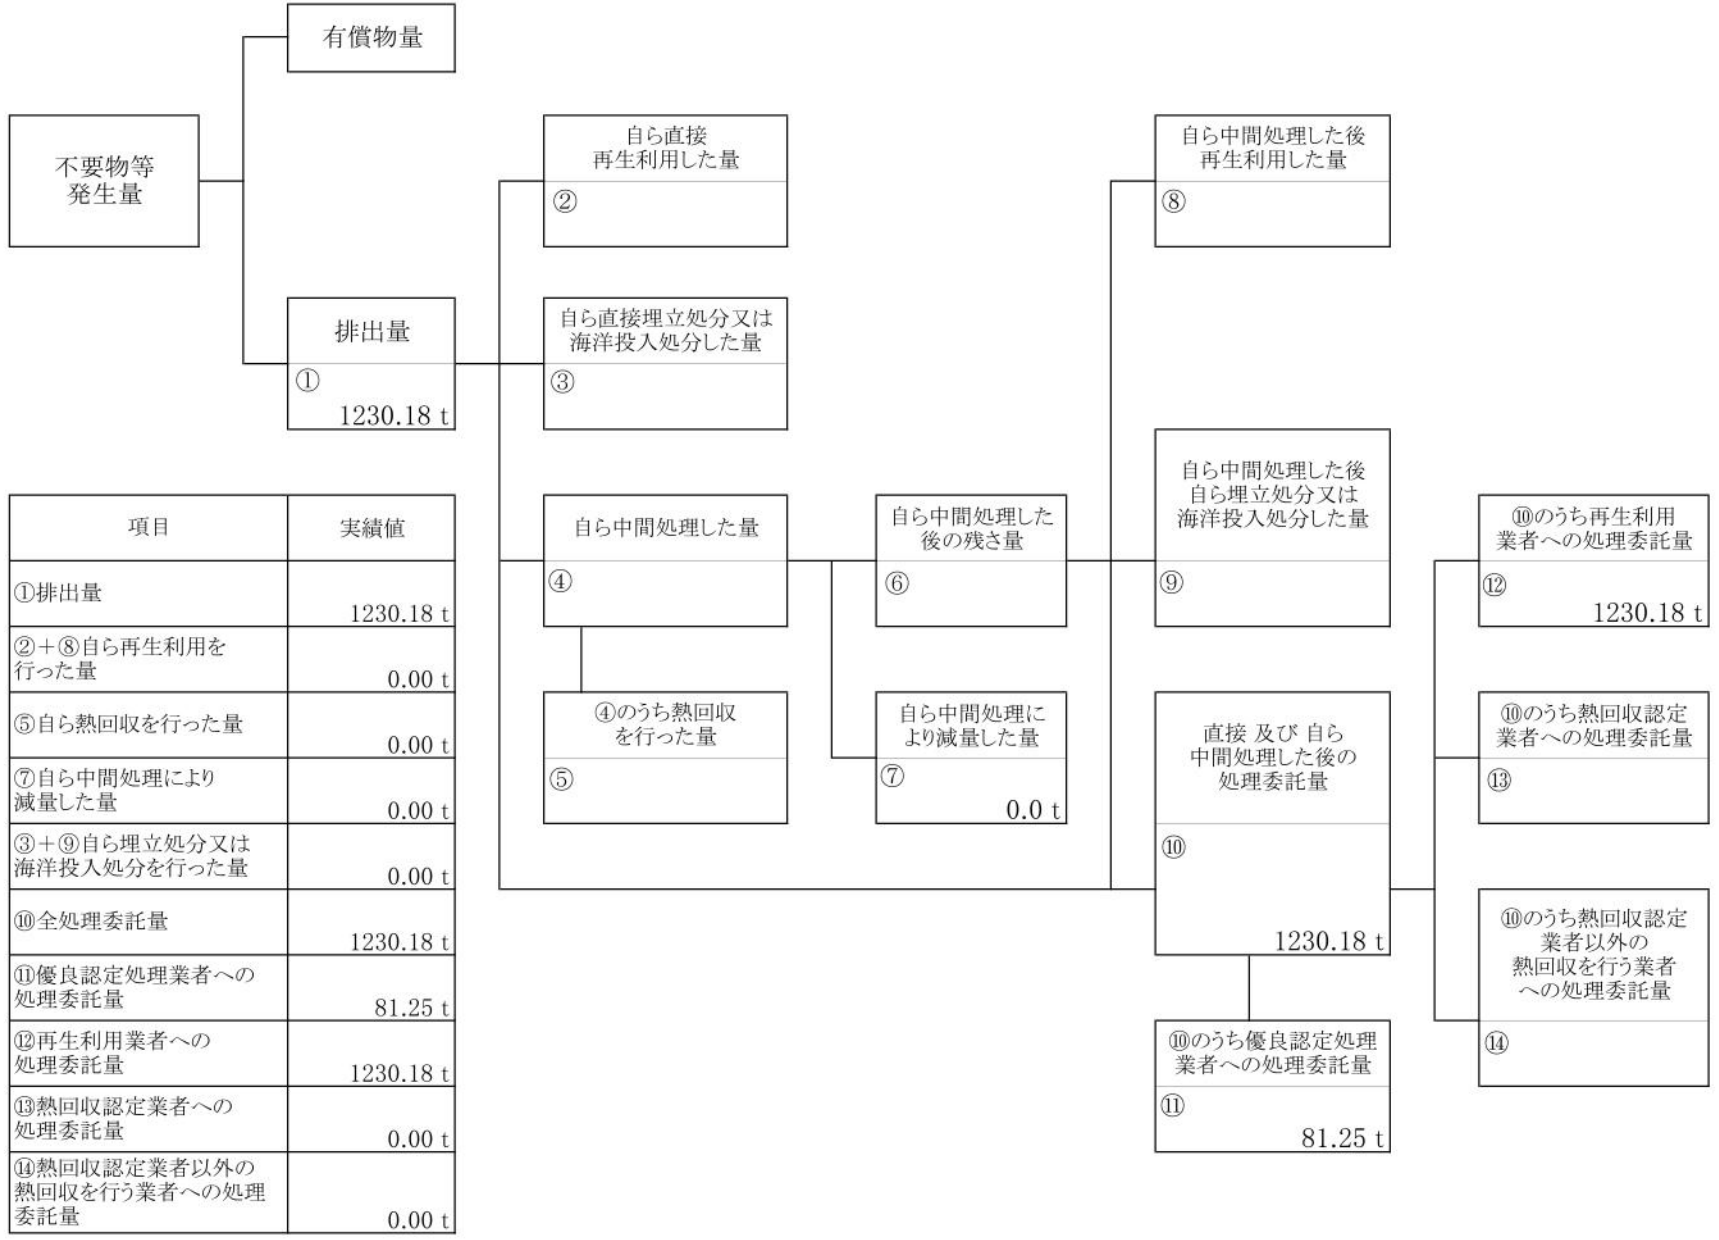 有償物量
不要物等
発生量
排出量
①
1230.18 t
自ら直接
再生利用した量
②
自ら直接埋立処分又は
海洋投入処分した量
③
自ら中間処理した量
④
④のうち熱回収
を行った量
⑤
自ら中間処理した
後の残さ量
⑥
自ら中間処理に
より減量した量
⑦
0.0 t
自ら中間処理した後
再生利用した量
⑧
自ら中間処理した後
自ら埋立処分又は
海洋投入処分した量
⑨
直接 及び 自ら
中間処理した後の
処理委託量
⑩
1230.18 t
⑩のうち優良認定処理
業者への処理委託量
⑪
81.25 t
⑩のうち再生利用
業者への処理委託量
⑫
1230.18 t
⑩のうち熱回収認定
業者への処理委託量
⑬
⑩のうち熱回収認定
業者以外の
熱回収を行う業者
への処理委託量
⑭
項目 実績値
①排出量
1230.18 t
②+⑧自ら再生利用を
行った量
0.00 t
⑤自ら熱回収を行った量
0.00 t
⑦自ら中間処理により
減量した量
0.00 t
③+⑨自ら埋立処分又は
海洋投入処分を行った量
0.00 t
⑩全処理委託量
1230.18 t
⑪優良認定処理業者への
処理委託量
81.25 t
⑫再生利用業者への
処理委託量
1230.18 t
⑬熱回収認定業者への
処理委託量
0.00 t
⑭熱回収認定業者以外の
熱回収を行う業者への処理
委託量
0.00 t